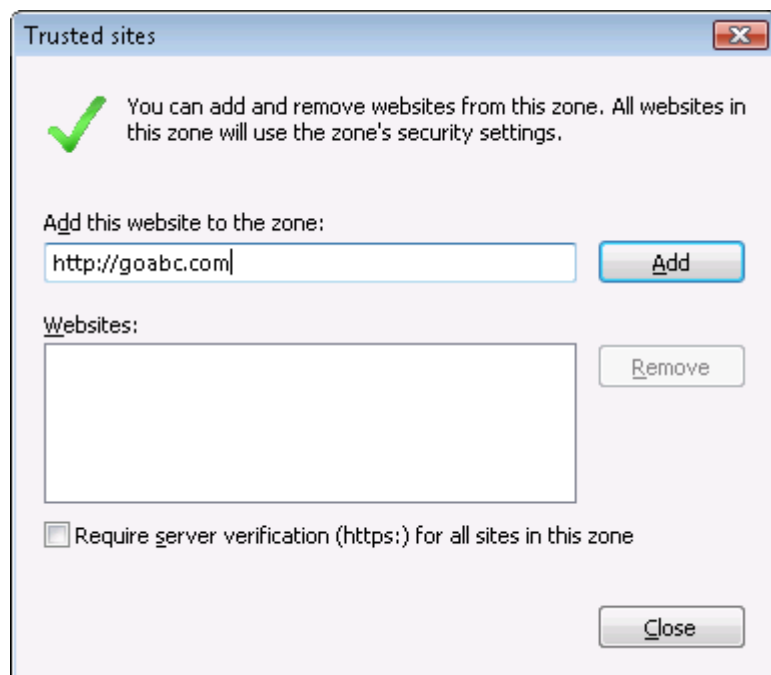 Trusted sites
You can add and remove websites from this zone. All websites in
this zone will use the zone's security settings.
Add this website to the zone:
http://goabc.com
Add
Websites:
Remove
Require server verification (https:) for all sites in this zone
Close